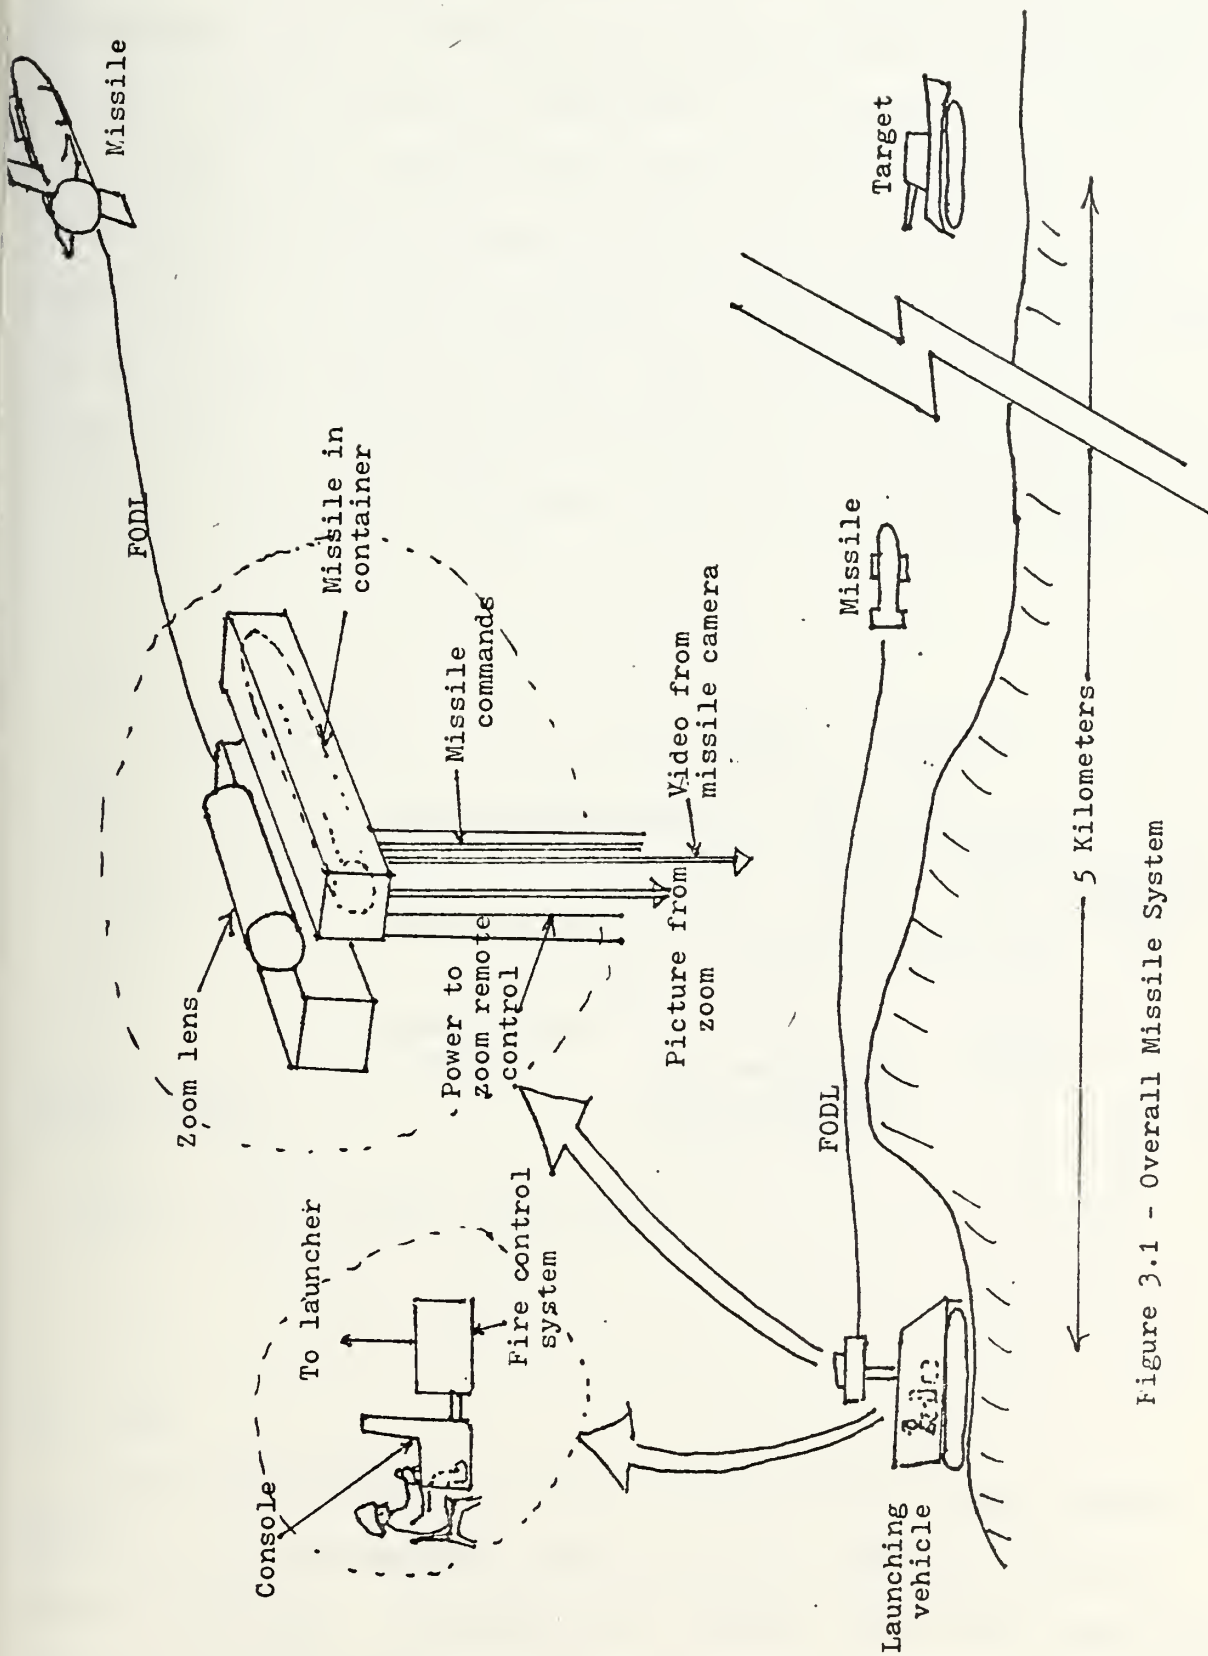 Missile
FODL
Zoom lens
Missile in
container
Missile
commands
Video from
missile camera
Picture from
zoom
Power to
zoom remote
control
To launcher
Console
Fire control
system
Launching
vehicle
FODL
Missile
Target
5 Kilometers
Figure 3.1 - Overall Missile System